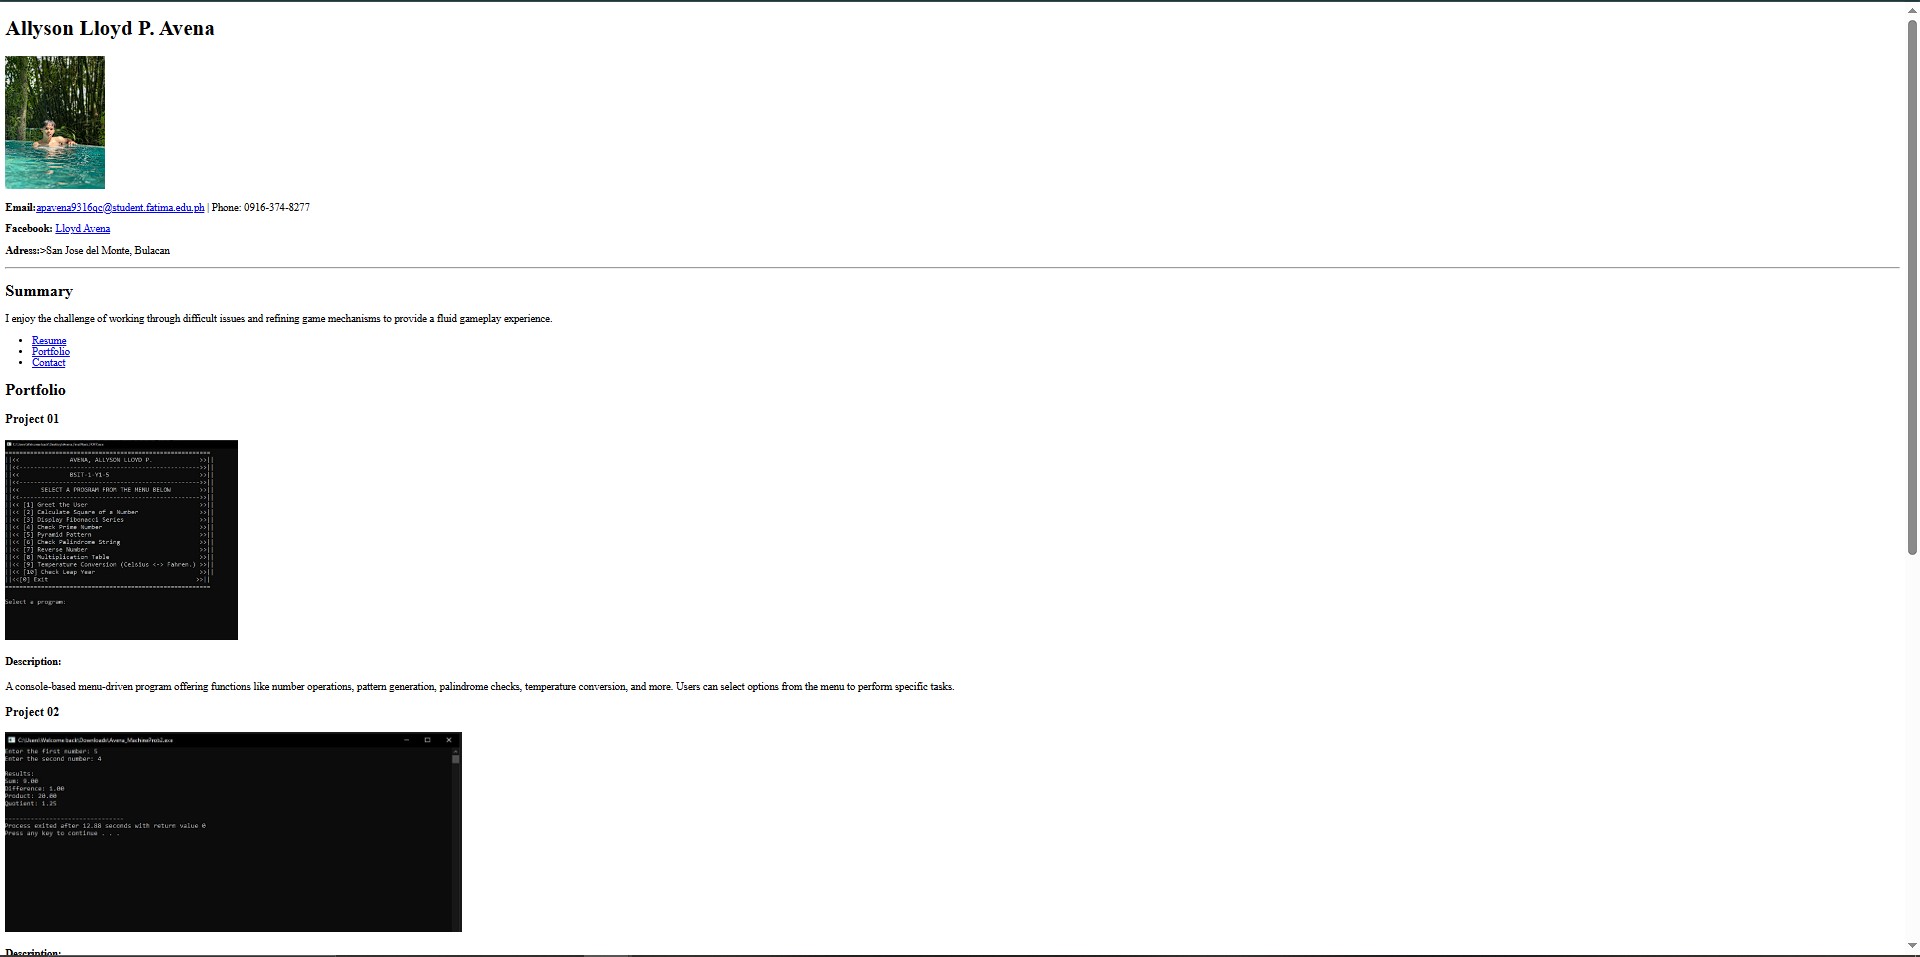 Allyson Lloyd P. Avena
Email:apavena9316qc@student.fatima.edu.ph | Phone: 0916-374-8277
Facebook: Lloyd Avena
Adress:>San Jose del Monte, Bulacan
Summary
I enjoy the challenge of working through difficult issues and refining game mechanisms to provide a fluid gameplay experience.
• Resume
• Portfolio
• Contact
Portfolio
Project 01
==========================================================
||<< AVENA, ALLYSON LLOYD P. >>||
||<<-------------------------------------------------->>||
||<< BSIT-1-Y1-5 >>||
||<<-------------------------------------------------->>||
||<< SELECT A PROGRAM FROM THE MENU BELOW >>||
||<<-------------------------------------------------->>||
||<< [1] Greet the User >>||
||<< [2] Calculate Square of a Number >>||
||<< [3] Display Fibonacci Series >>||
||<< [4] Check Prime Number >>||
||<< [5] Pyramid Pattern >>||
||<< [6] Check Palindrome String >>||
||<< [7] Reverse Number >>||
||<< [8] Multiplication Table >>||
||<< [9] Temperature Conversion (Celsius <-> Fahren.) >>||
||<< [10] Check Leap Year >>||
||<<[0] Exit >>||
==========================================================
Select a program:
Description:
A console-based menu-driven program offering functions like number operations, pattern generation, palindrome checks, temperature conversion, and more. Users can select options from the menu to perform specific tasks.
Project 02
C:\Users\Welcome back\Downloads\Avena_MachineProb2.exe
Enter the first number: 5
Enter the second number: 4
Results:
Sum: 9.00
Difference: 1.00
Product: 20.00
Quotient: 1.25
--------------------------------
Process exited after 12.88 seconds with return value 0
Press any key to continue . . .
Description: